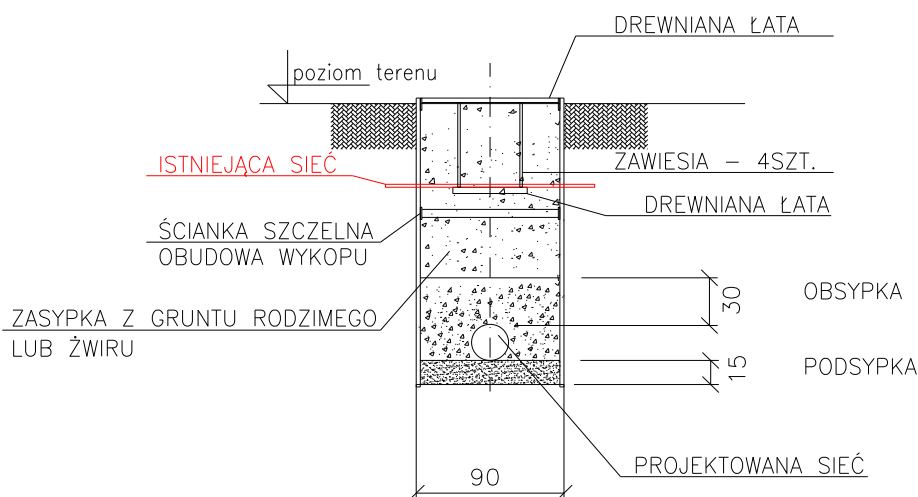 DREWNIANA ŁATA
poziom terenu
ISTNIEJĄCA SIEĆ
ZAWIESIA – 4SZT.
DREWNIANA ŁATA
ŚCIANKA SZCZELNA
OBUDOWA WYKOPU
30
OBSYPKA
ZASYPKA Z GRUNTU RODZIMEGO
LUB ŻWIRU
15
PODSYPKA
PROJEKTOWANA SIEĆ
90